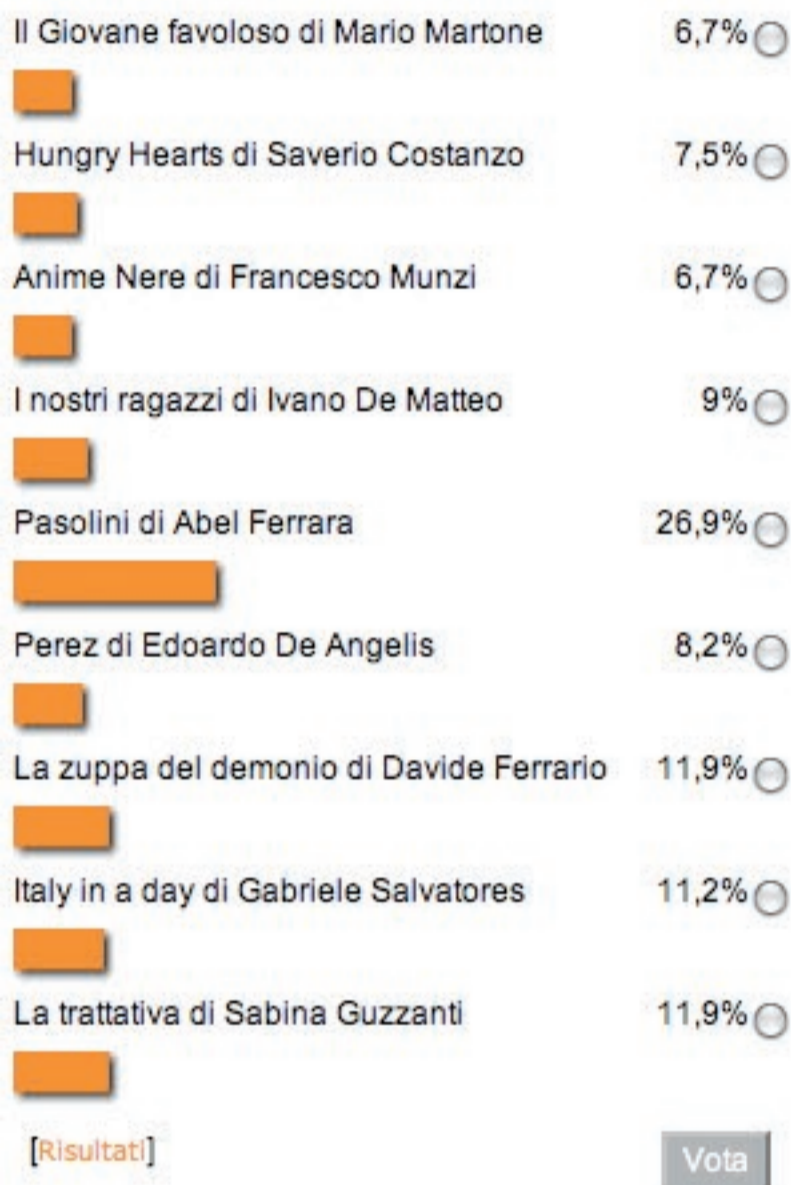 Il Giovane favoloso di Mario Martone 6,7%
Hungry Hearts di Saverio Costanzo 7,5%
Anime Nere di Francesco Munzi 6,7%
I nostri ragazzi di Ivano De Matteo 9%
Pasolini di Abel Ferrara 26,9%
Perez di Edoardo De Angelis 8,2%
La zuppa del demonio di Davide Ferrario 11,9%
Italy in a day di Gabriele Salvatores 11,2%
La trattativa di Sabina Guzzanti 11,9%
[Risultati] Vota